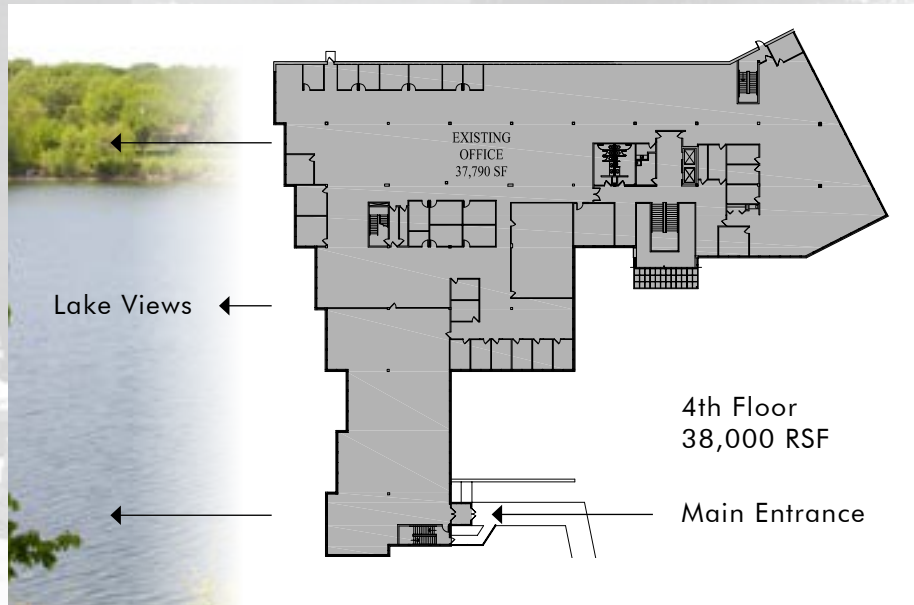 EXISTING
OFFICE
37,790 SF
Lake Views
4th Floor
38,000 RSF
Main Entrance